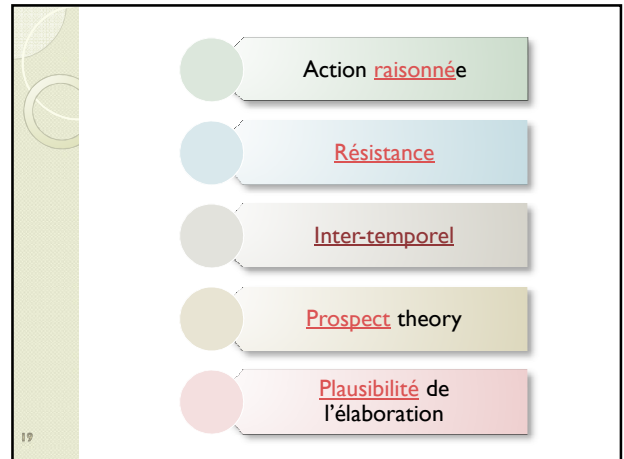 Action raisonnée
Résistance
Inter-temporel
Prospect theory
Plausibilité de
l'élaboration
19